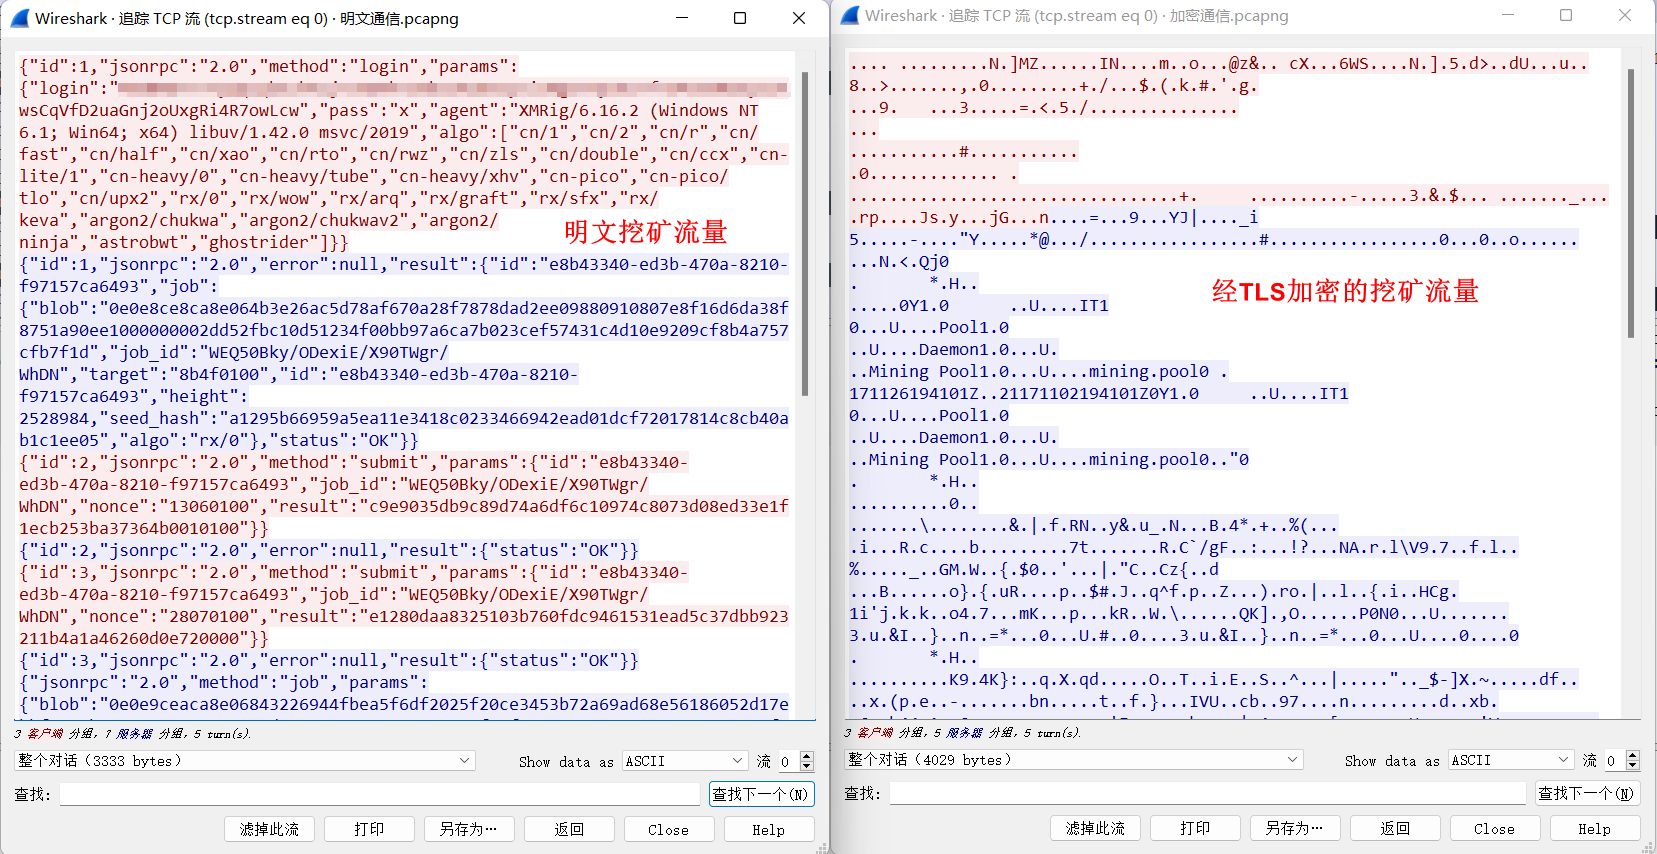 Wireshark · 追踪 TCP 流 (tcp.stream eq 0) · 明文通信.pcapng
{"id":1,"jsonrpc":"2.0","method":"login","params":
{"login":"
wsCqVfD2uaGnj2oUxgRi4R7owLcw","pass":"x","agent":"XMRig/6.16.2 (Windows NT
6.1; Win64; x64) libuv/1.42.0 msvc/2019","algo":["cn/1","cn/2","cn/r","cn/
fast","cn/half","cn/xao","cn/rto","cn/rwz","cn/zls","cn/double","cn/ccx","cn-
lite/1","cn-heavy/0","cn-heavy/tube","cn-heavy/xhv","cn-pico","cn-pico/
tlo","cn/upx2","rx/0","rx/wow","rx/arq","rx/graft","rx/sfx","rx/
keva","argon2/chukwa","argon2/chukwav2","argon2/
ninja","astrobwt","ghostrider"]}}
明文挖矿流量
{"id":1,"jsonrpc":"2.0","error":null,"result":{"id":"e8b43340-ed3b-470a-8210-
f97157ca6493","job":
{"blob":"0e0e8ce8ca8e064b3e26ac5d78af670a28f7878dad2ee09880910807e8f16d6da38f
8751a90ee1000000002dd52fbc10d51234f00bb97a6ca7b023cef57431c4d10e9209cf8b4a757
cfb7f1d","job_id":"WEQ50Bky/ODexiE/X90TWgr/
WhDN","target":"8b4f0100","id":"e8b43340-ed3b-470a-8210-
f97157ca6493","height":
2528984,"seed_hash":"a1295b66959a5ea11e3418c0233466942ead01dcf72017814c8cb40a
b1c1ee05","algo":"rx/0"},"status":"OK"}}
{"id":2,"jsonrpc":"2.0","method":"submit","params":{"id":"e8b43340-
ed3b-470a-8210-f97157ca6493","job_id":"WEQ50Bky/ODexiE/X90TWgr/
WhDN","nonce":"13060100","result":"c9e9035db9c89d74a6df6c10974c8073d08ed33e1f
1ecb253ba37364b0010100"}}
{"id":2,"jsonrpc":"2.0","error":null,"result":{"status":"OK"}}
{"id":3,"jsonrpc":"2.0","method":"submit","params":{"id":"e8b43340-
ed3b-470a-8210-f97157ca6493","job_id":"WEQ50Bky/ODexiE/X90TWgr/
WhDN","nonce":"28070100","result":"e1280daa8325103b760fdc9461531ead5c37dbb923
211b4a1a46260d0e720000"}}
{"id":3,"jsonrpc":"2.0","error":null,"result":{"status":"OK"}}
{"jsonrpc":"2.0","method":"job","params":
{"blob":"0e0e9ceaca8e06843226944fbea5f6df2025f20ce3453b72a69ad68e56186052d17e
3 客户端 分组, 7 服务器 分组, 5 turn(s).
整个对话 (3333 bytes)
Show data as ASCII 流 0
查找:
查找下一个(N)
滤掉此流 打印 另存为… 返回 Close Help
Wireshark · 追踪 TCP 流 (tcp.stream eq 0) · 加密通信.pcapng
.... .........N.]MZ......IN....m..o...@z&.. cX...6WS....N.].5.d>..dU...u..
8..>.......,.0.........+./...$.(.k.#.'.g.
...9. ...3.....=.<.5./...............
...
...........#...........
.0............. .
.................................+. ..........-.....3.&.$... ......._...
.rp....Js.y...jG...n....=...9...YJ|...._i
5.....-...."Y.....*@.../.................#.................0...0..o......
...N.<.Qj0
. *.H..
.....0Y1.0 ..U....IT1
0...U....Pool1.0
..U....Daemon1.0...U.
..Mining Pool1.0...U....mining.pool0 .
171126194101Z..21171102194101Z0Y1.0 ..U....IT1
0...U....Pool1.0
..U....Daemon1.0...U.
..Mining Pool1.0...U....mining.pool0.."0
. *.H..
..........0..
.......\........&.|.f.RN..y&.u_.N...B.4*.+..%(...
.i...R.c....b.........7t.......R.C`/gF..:...!?...NA.r.l\V9.7..f.l..
%....._..GM.W..{.$0..'...|."C..Cz{..d
...B......o}.{.uR....p..$#.J..q^f.p..Z...).ro.|..l..{.i..HCg.
1i'j.k.k..o4.7...mK...p...kR..W.\......QK].,O......P0N0...U.......
3.u.&I..}..n..=*...0...U.#..0....3.u.&I..}..n..=*...0...U....0....0
. *.H..
..........K9.4K}:..q.X.qd.....O..T..i.E..S..^...|....."..​_$-]X.~.....df..
..x.(p.e..-.......bn.....t..f.}...IVU..cb..97....n.........d..xb.
经TLS加密的挖矿流量
3 客户端 分组, 5 服务器 分组, 5 turn(s).
整个对话 (4029 bytes)
Show data as ASCII 流 0
查找:
查找下一个(N)
滤掉此流 打印 另存为… 返回 Close Help